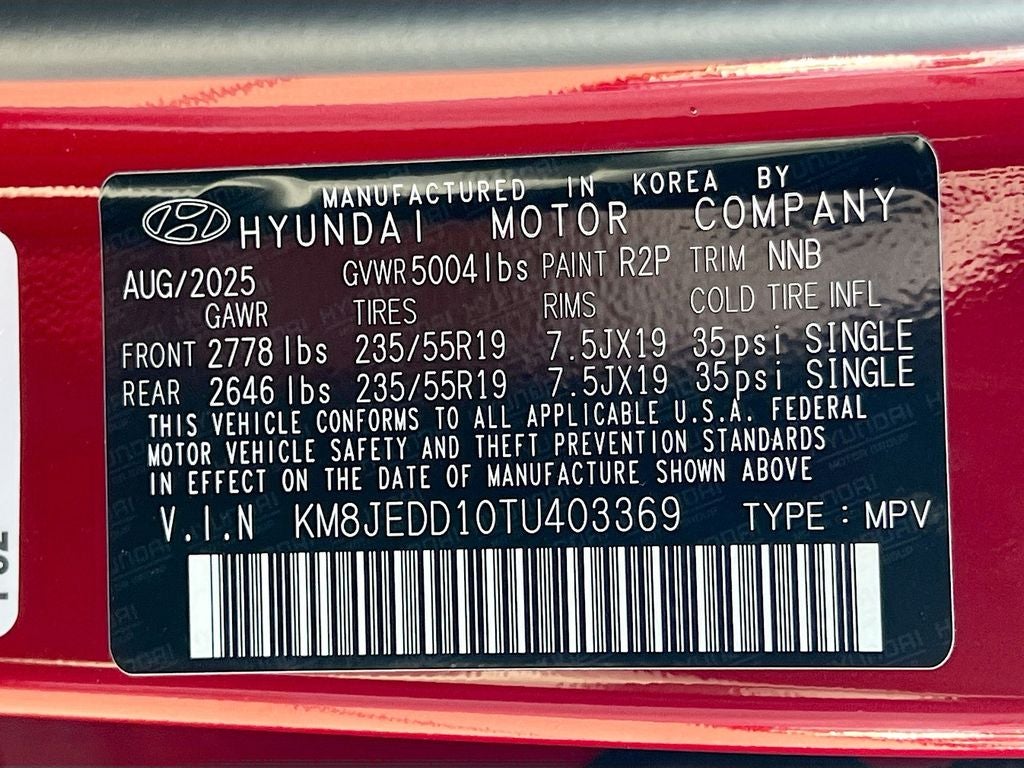 MANUFACTURED IN KOREA BY
HYUNDAI MOTOR COMPANY
AUG/2025 GVWR 5004 lbs PAINT R2P TRIM NNB
GAWR TIRES RIMS COLD TIRE INFL
FRONT 2778 lbs 235/55R19 7.5JX19 35psi SINGLE
REAR 2646 lbs 235/55R19 7.5JX19 35psi SINGLE
THIS VEHICLE CONFORMS TO ALL APPLICABLE U.S.A. FEDERAL
MOTOR VEHICLE SAFETY AND THEFT PREVENTION STANDARDS
IN EFFECT ON THE DATE OF MANUFACTURE SHOWN ABOVE
V.I.N KM8JEDD10TU403369 TYPE : MPV